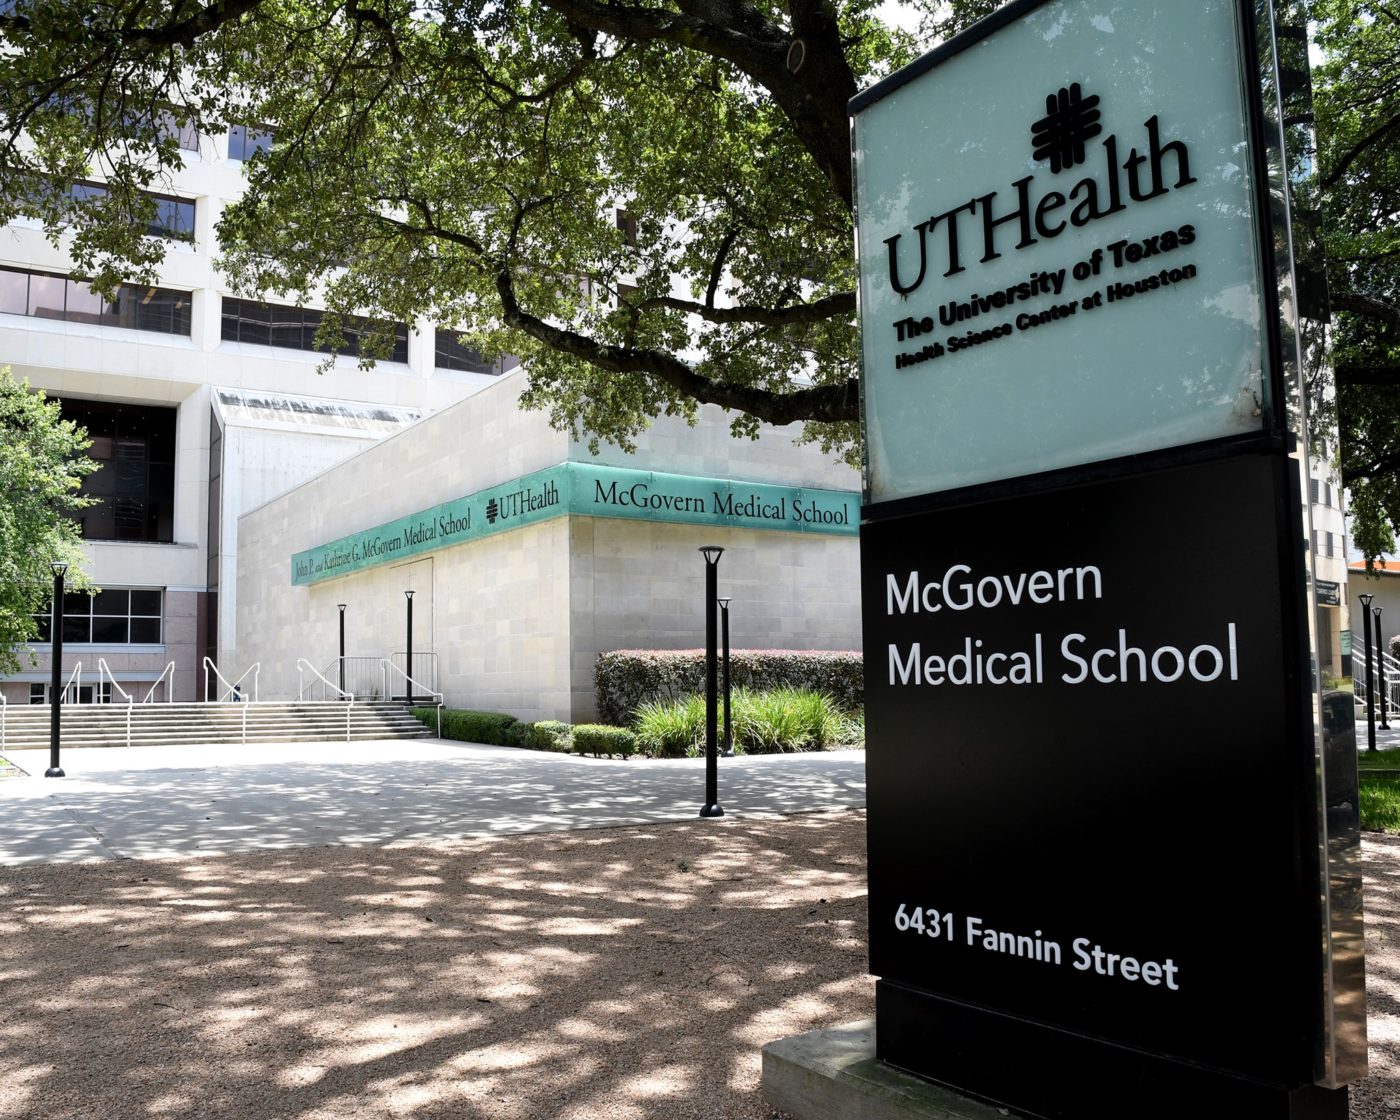 UTHealth
The University of Texas
Health Science Center at Houston
McGovern
Medical School
6431 Fannin Street
John P. and Kathrine G. McGovern Medical School
UTHealth
McGovern Medical School